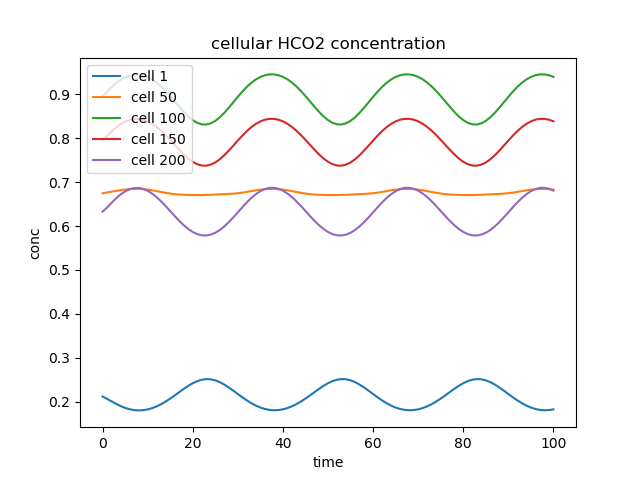 cellular HCO2 concentration
cell 1
cell 50
cell 100
cell 150
cell 200
0.9
0.8
0.7
0.6
0.5
0.4
0.3
0.2
conc
0 20 40 60 80 100
time